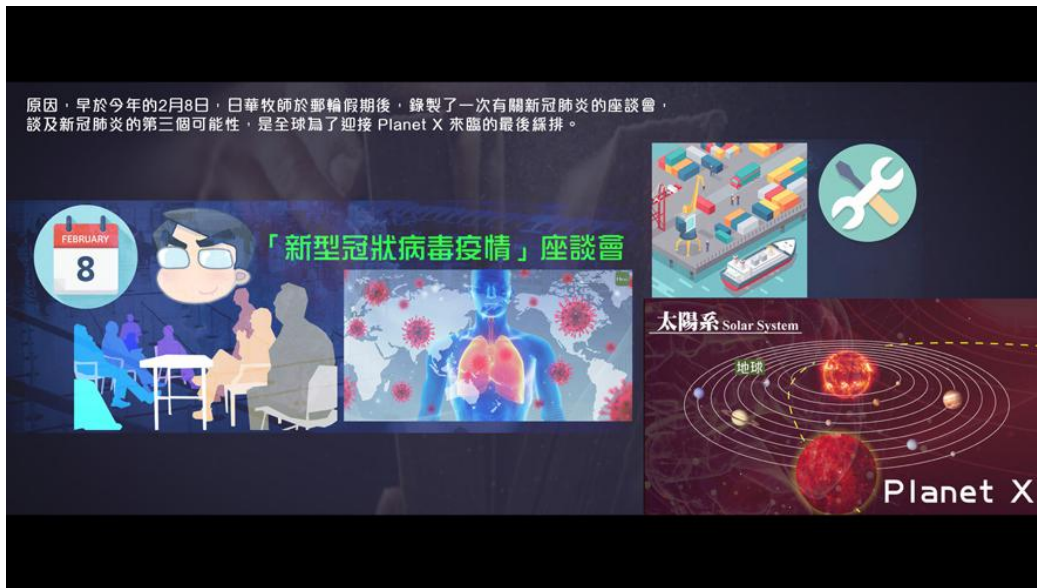 原因，早於今年的2月8日，日華牧師於郵輪假期後，錄製了一次有關新冠肺炎的座談會，
談及新冠肺炎的第三個可能性，是全球為了迎接 Planet X 來臨的最後綵排。
FEBRUARY
8
「新型冠狀病毒疫情」座談會
太陽系 Solar System
地球
Planet X